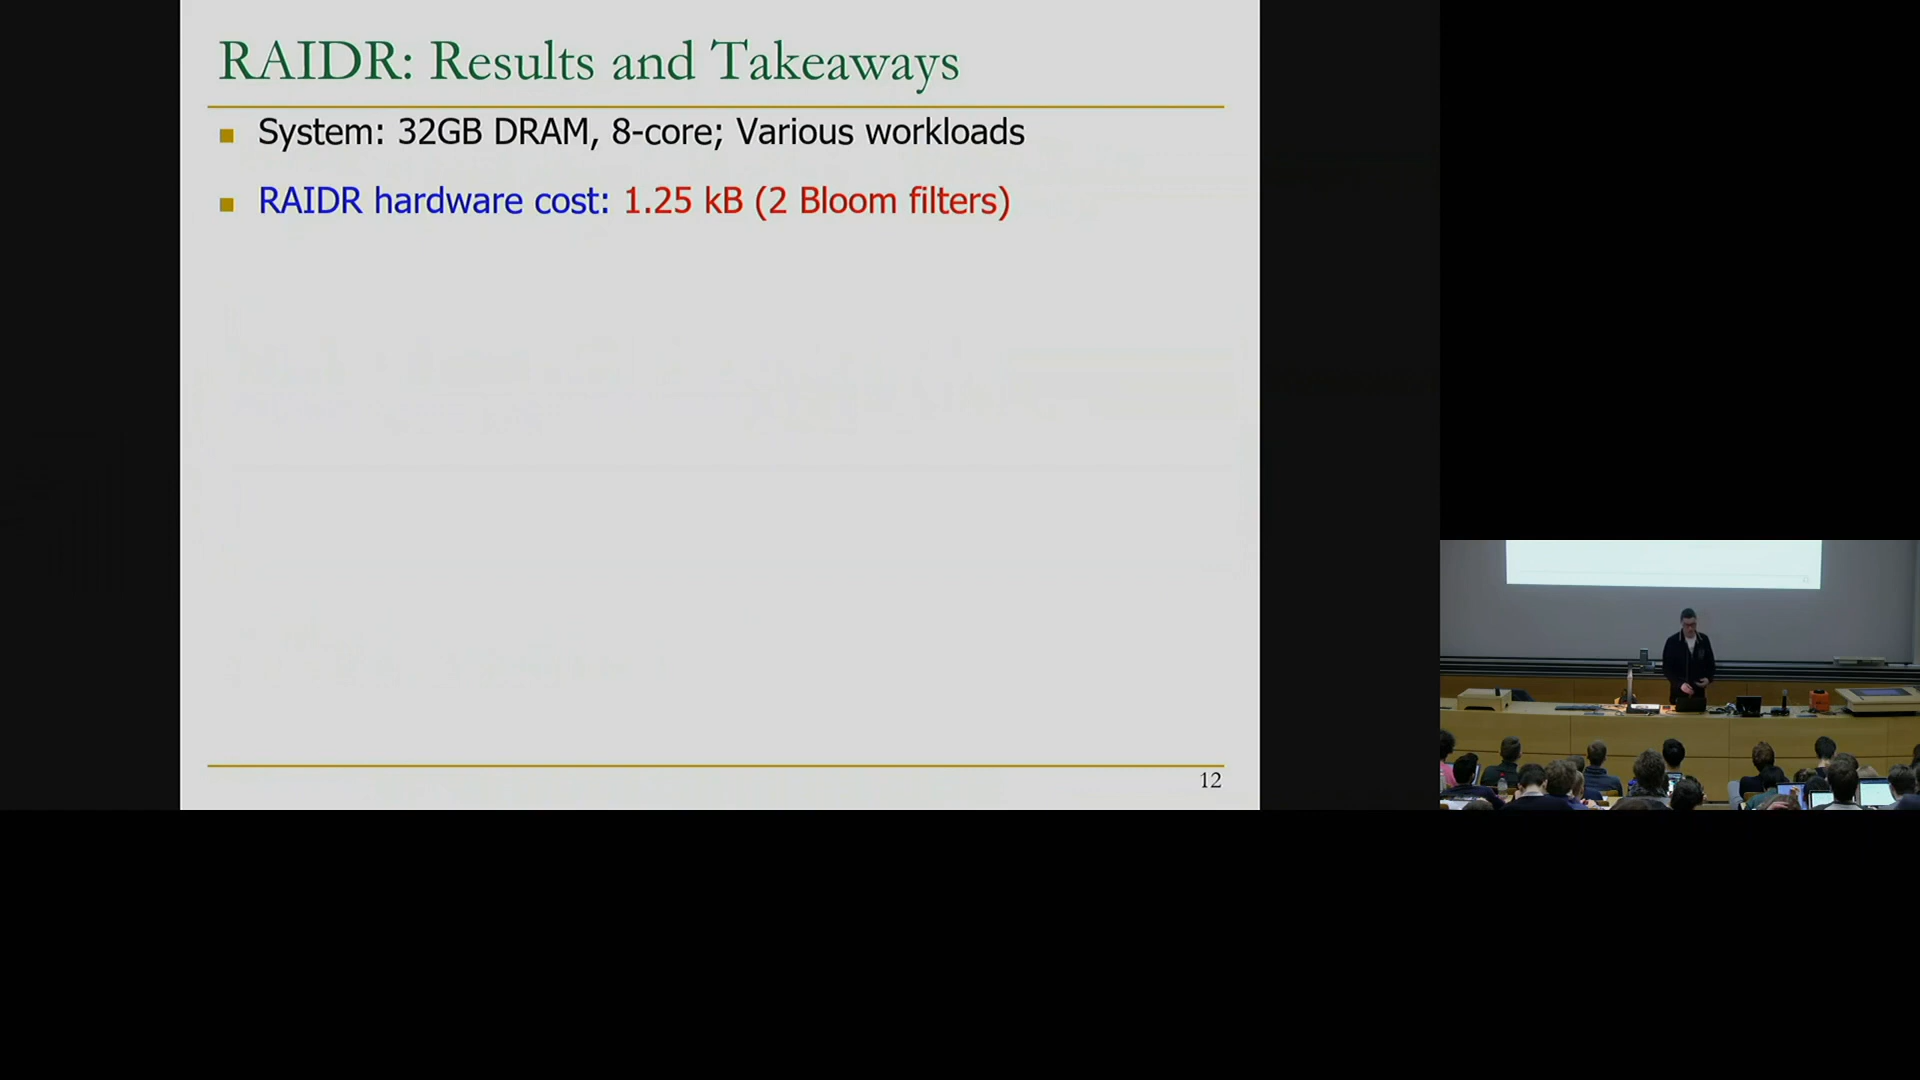 RAIDR: Results and Takeaways
System: 32GB DRAM, 8-core; Various workloads
RAIDR hardware cost: 1.25 kB (2 Bloom filters)
12